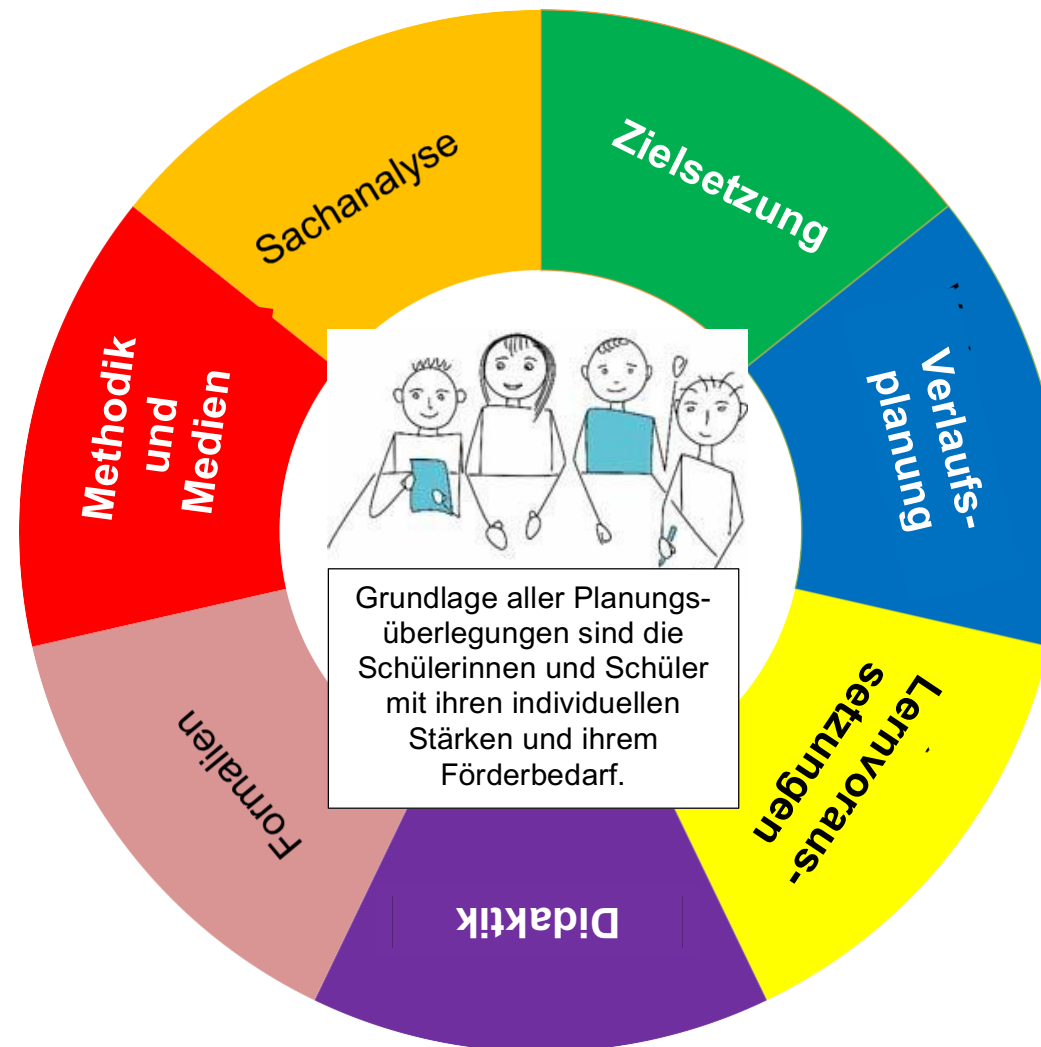 Sachanalyse
Zielsetzung
Verlaufs-
planung
Lernvoraus-
setzungen
Didaktik
Formalien
Methodik
und
Medien
Grundlage aller Planungs-
überlegungen sind die
Schülerinnen und Schüler
mit ihren individuellen
Stärken und ihrem
Förderbedarf.